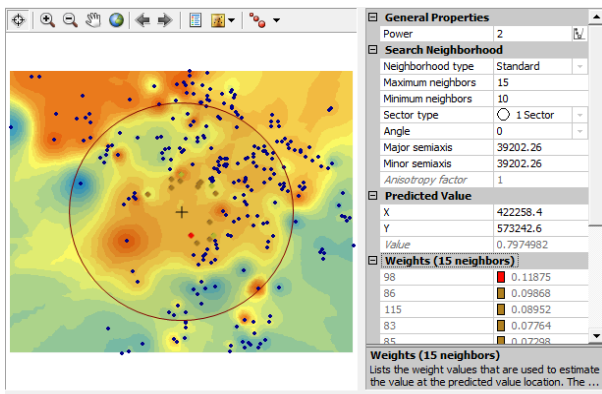 General Properties
Power 2
Search Neighborhood
Neighborhood type Standard
Maximum neighbors 15
Minimum neighbors 10
Sector type 1 Sector
Angle 0
Major semiaxis 39202.26
Minor semiaxis 39202.26
Anisotropy factor 1
Predicted Value
X 422258.4
Y 573242.6
Value 0.7974982
Weights (15 neighbors)
98 0.11875
86 0.09868
115 0.08952
83 0.07764
85 0.07298
Weights (15 neighbors)
Lists the weight values that are used to estimate
the value at the predicted value location. The ...